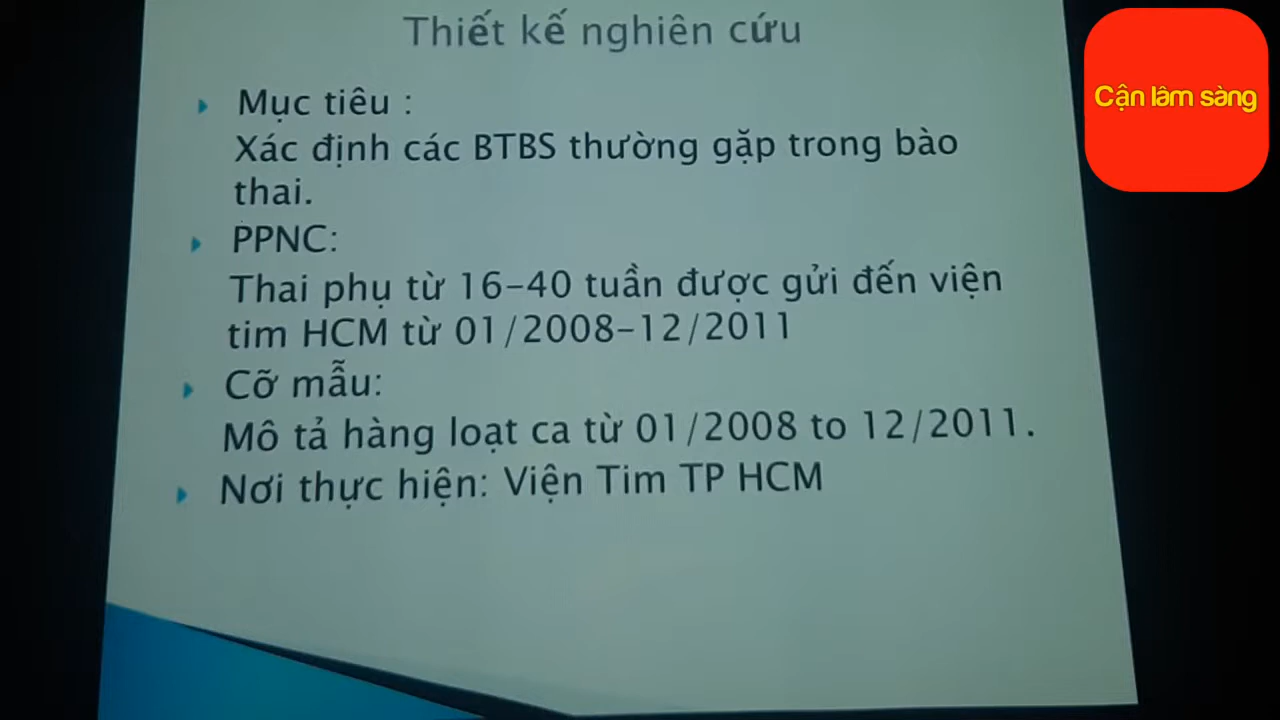 Thiết kế nghiên cứu
Mục tiêu :
Xác định các BTBS thường gặp trong bào
thai.
PPNC:
Thai phụ từ 16-40 tuần được gửi đến viện
tim HCM từ 01/2008-12/2011
Cỡ mẫu:
Mô tả hàng loạt ca từ 01/2008 to 12/2011.
Nơi thực hiện: Viện Tim TP HCM
Cận lâm sàng